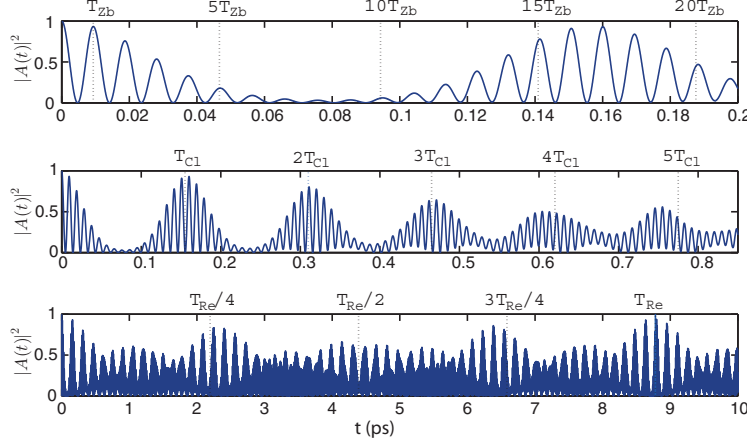 T_Zb 5T_Zb 10T_Zb 15T_Zb 20T_Zb
|A(t)|²
1
0.5
0
0 0.02 0.04 0.06 0.08 0.1 0.12 0.14 0.16 0.18 0.2
T_Cl 2T_Cl 3T_Cl 4T_Cl 5T_Cl
|A(t)|²
1
0.5
0
0 0.1 0.2 0.3 0.4 0.5 0.6 0.7 0.8
T_Re/4 T_Re/2 3T_Re/4 T_Re
|A(t)|²
1
0.5
0
0 1 2 3 4 5 6 7 8 9 10
t (ps)